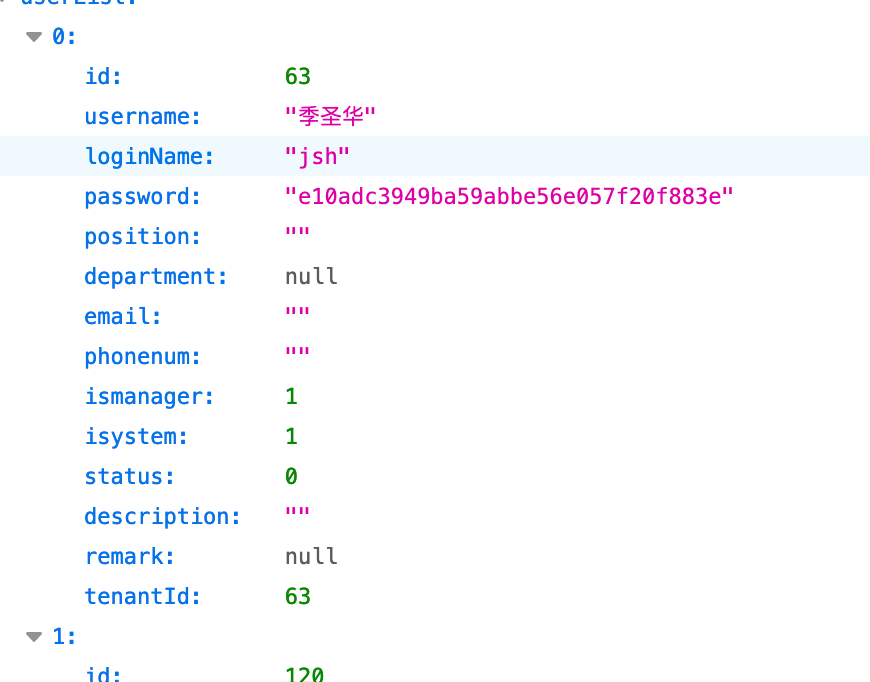 userList:
0:
id: 63
username: "季圣华"
loginName: "jsh"
password: "e10adc3949ba59abbe56e057f20f883e"
position: ""
department: null
email: ""
phonenum: ""
ismanager: 1
isystem: 1
status: 0
description: ""
remark: null
tenantId: 63
1:
id: 120